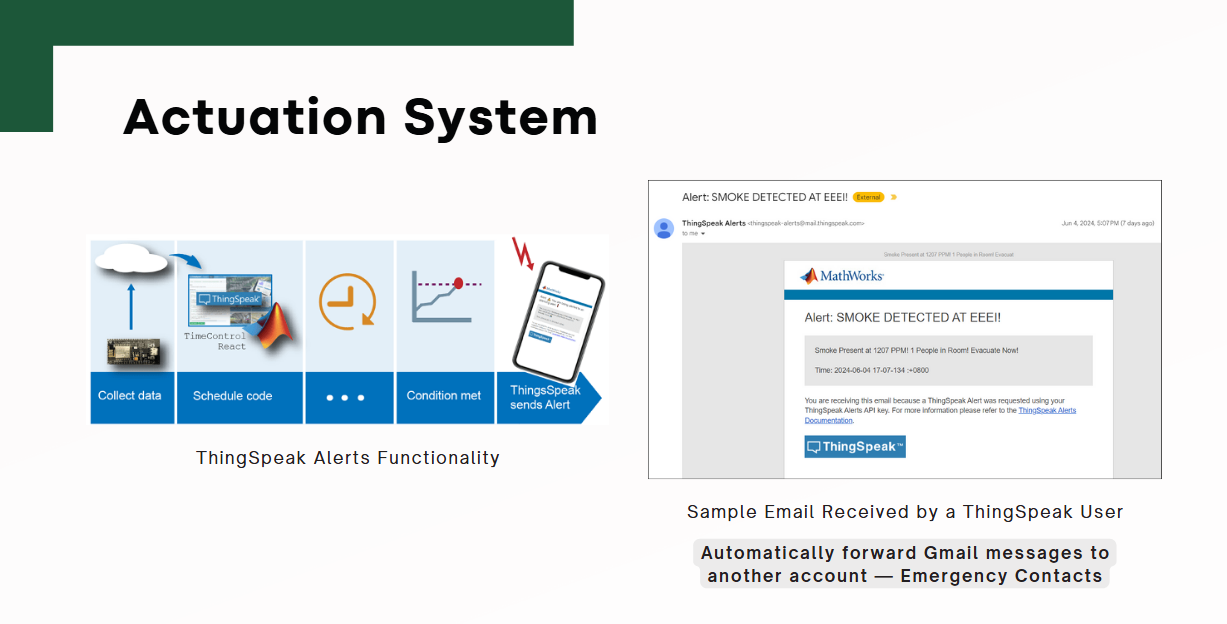 Actuation System
ThingSpeak
TimeControl
React
Collect data
Schedule code
Condition met
ThingsSpeak
sends Alert
ThingSpeak Alerts Functionality
Alert: SMOKE DETECTED AT EEEI!
External
ThingSpeak Alerts <thingspeak-alerts@mail.thingspeak.com>
Jun 4, 2024, 5:07 PM (7 days ago)
to me
Smoke Present at 1207 PPM! 1 People in Room! Evacuate
MathWorks®
Alert: SMOKE DETECTED AT EEEI!
Smoke Present at 1207 PPM! 1 People in Room! Evacuate Now!
Time: 2024-06-04 17-07-134 :+0800
You are receiving this email because a ThingSpeak Alert was requested using your
ThingSpeak Alerts API key. For more information please refer to the ThingSpeak Alerts
Documentation.
ThingSpeak™
Sample Email Received by a ThingSpeak User
Automatically forward Gmail messages to
another account — Emergency Contacts